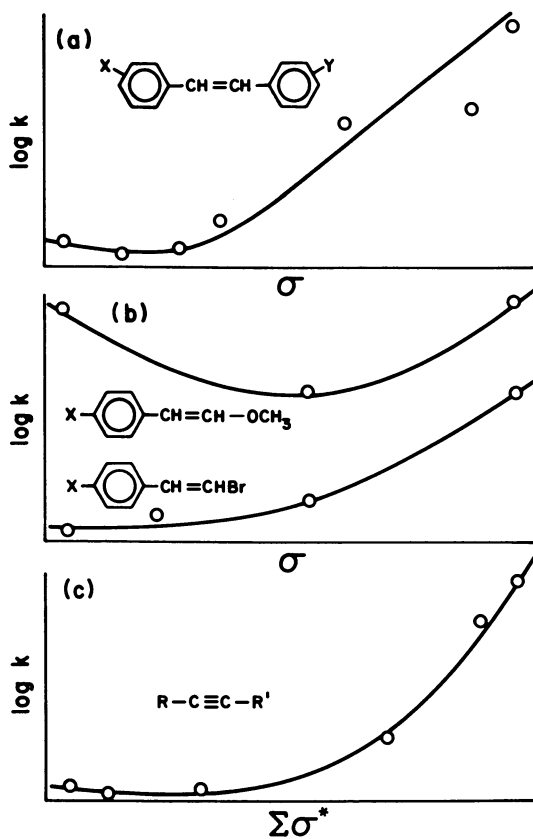 (a)
X
CH=CH
Y
log k
σ
(b)
X
CH=CH-OCH₃
X
CH=CHBr
log k
σ
(c)
R-C≡C-R'
log k
Σσ*